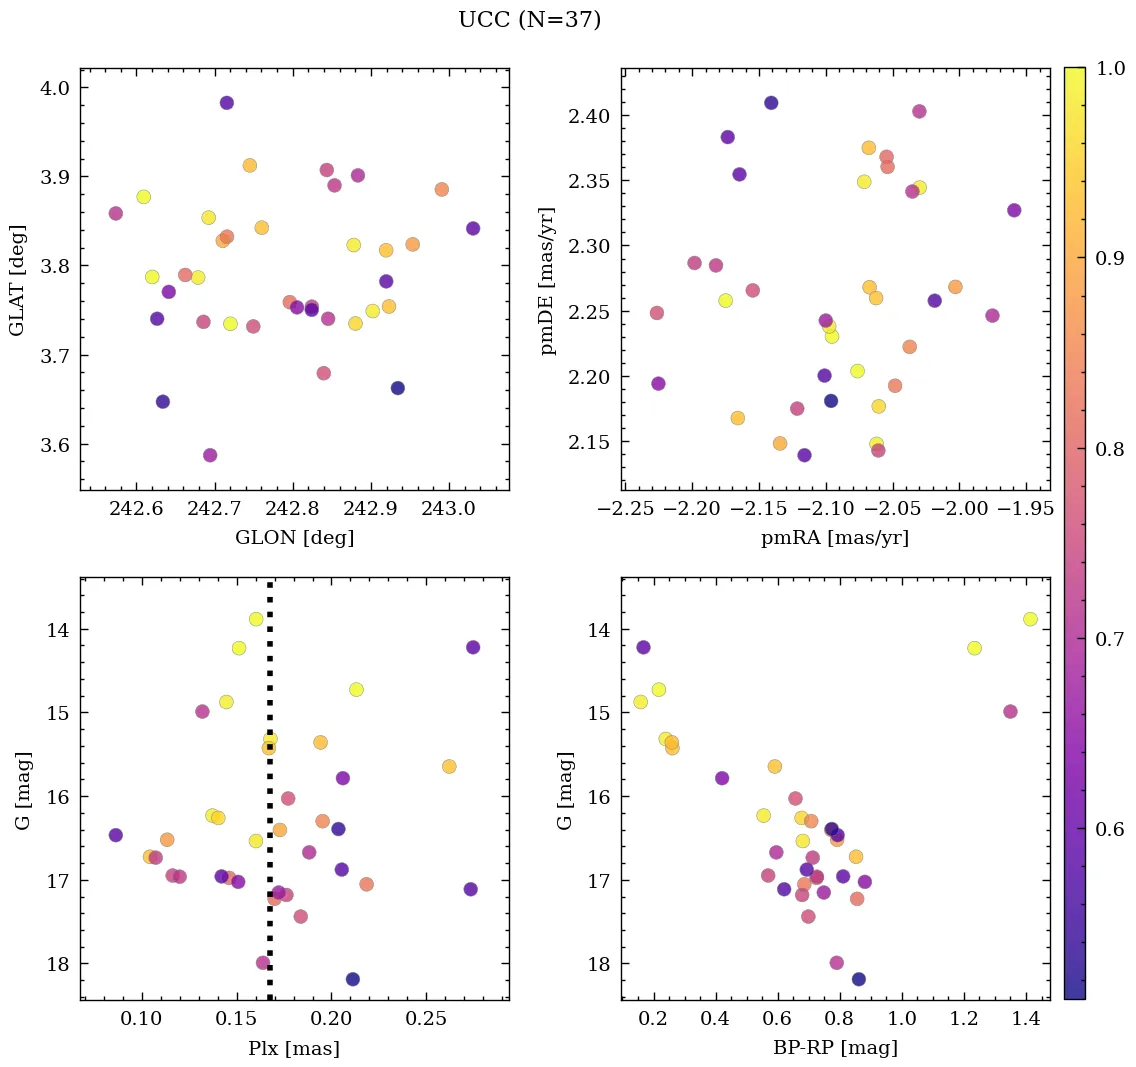 UCC (N=37)
4.0
3.9
3.8
3.7
3.6
GLAT [deg]
242.6 242.7 242.8 242.9 243.0
GLON [deg]
2.40
2.35
2.30
2.25
2.20
2.15
pmDE [mas/yr]
−2.25 −2.20 −2.15 −2.10 −2.05 −2.00 −1.95
pmRA [mas/yr]
1.0
0.9
0.8
0.7
0.6
14
15
16
17
18
G [mag]
0.10 0.15 0.20 0.25
Plx [mas]
14
15
16
17
18
G [mag]
0.2 0.4 0.6 0.8 1.0 1.2 1.4
BP-RP [mag]